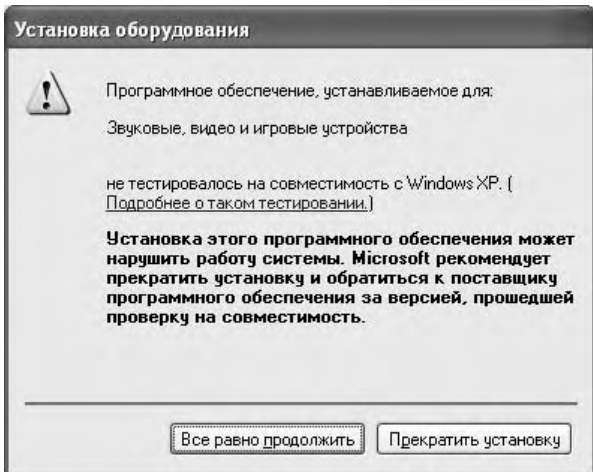 Установка оборудования
Программное обеспечение, устанавливаемое для:
Звуковые, видео и игровые устройства
не тестировалось на совместимость с Windows XP. (
Подробнее о таком тестировании.)
Установка этого программного обеспечения может
нарушить работу системы. Microsoft рекомендует
прекратить установку и обратиться к поставщику
программного обеспечения за версией, прошедшей
проверку на совместимость.
Все равно продолжить
Прекратить установку